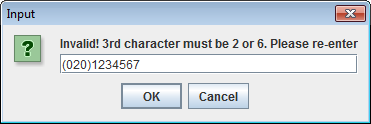 Input
Invalid! 3rd character must be 2 or 6. Please re-enter
(020)1234567
OK Cancel